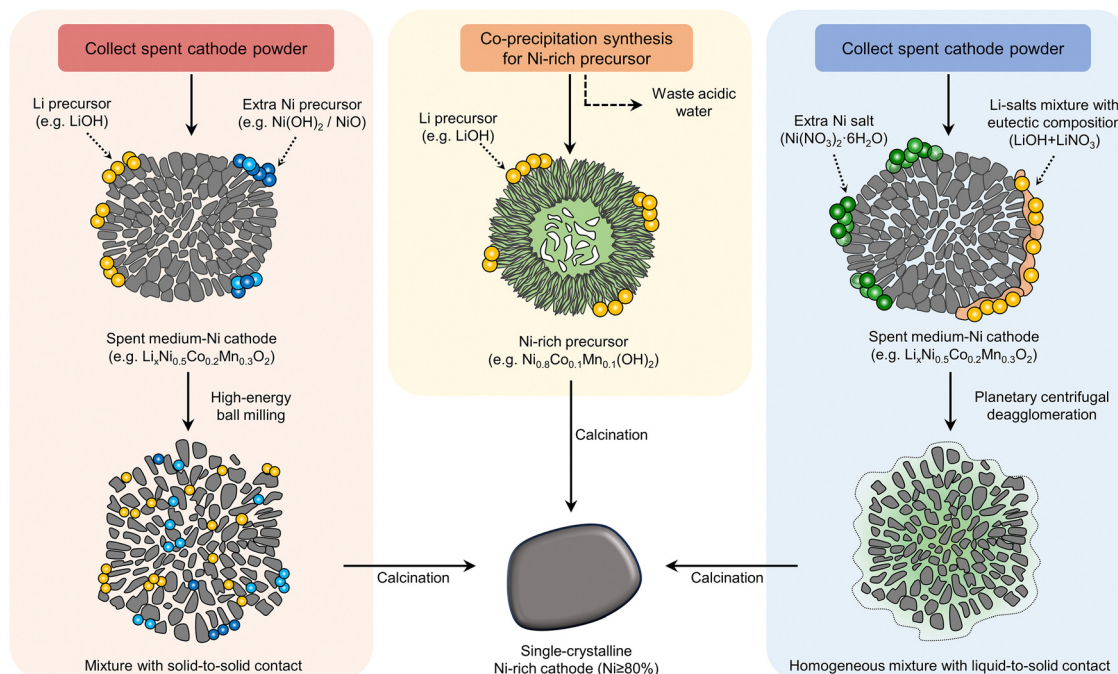 Collect spent cathode powder
Li precursor
(e.g. LiOH)
Extra Ni precursor
(e.g. Ni(OH)₂ / NiO)
Spent medium-Ni cathode
(e.g. LiₓNi₀.₅Co₀.₂Mn₀.₃O₂)
High-energy
ball milling
Mixture with solid-to-solid contact
Calcination
Co-precipitation synthesis
for Ni-rich precursor
Waste acidic
water
Li precursor
(e.g. LiOH)
Ni-rich precursor
(e.g. Ni₀.₈Co₀.₁Mn₀.₁(OH)₂)
Calcination
Single-crystalline
Ni-rich cathode (Ni≥80%)
Collect spent cathode powder
Extra Ni salt
(Ni(NO₃)₂·6H₂O)
Li-salts mixture with
eutectic composition
(LiOH+LiNO₃)
Spent medium-Ni cathode
(e.g. LiₓNi₀.₅Co₀.₂Mn₀.₃O₂)
Planetary centrifugal
deagglomeration
Calcination
Homogeneous mixture with liquid-to-solid contact